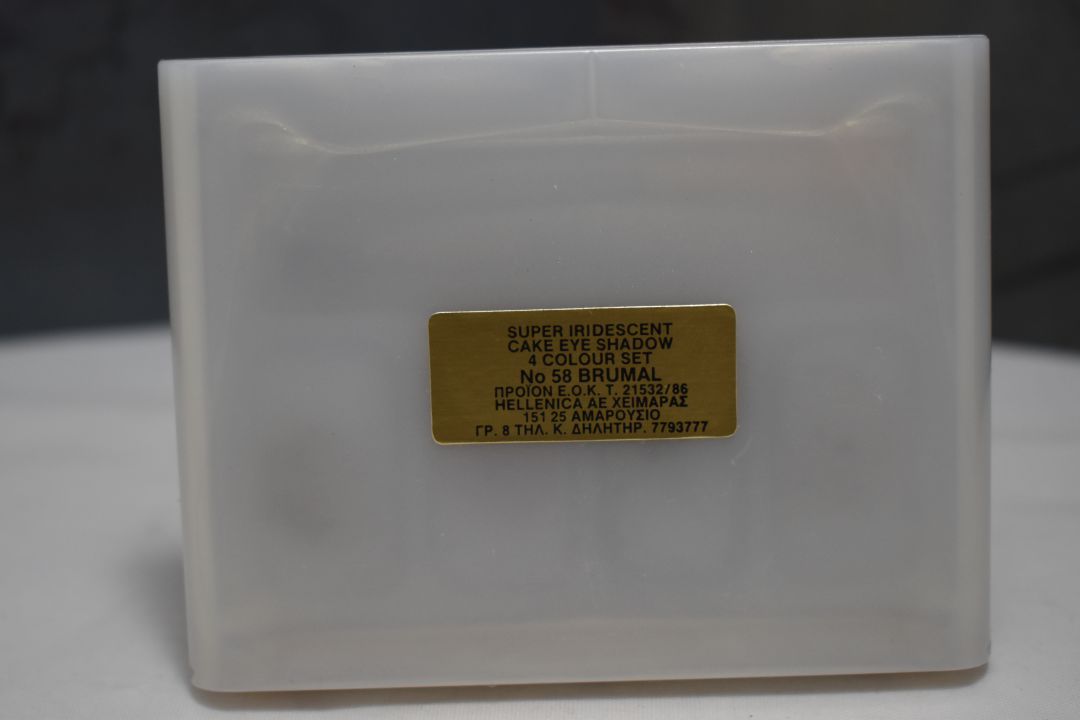 SUPER IRIDESCENT
CAKE EYE SHADOW
4 COLOUR SET
No 58 BRUMAL
ΠΡΟΪΟΝ Ε.Ο.Κ. Τ. 21532/86
HELLENICA AE ΧΕΙΜΑΡΑΣ
151 25 ΑΜΑΡΟΥΣΙΟ
ΓΡ. 8 ΤΗΛ. Κ. ΔΗΛΗΤΗΡ. 7793777